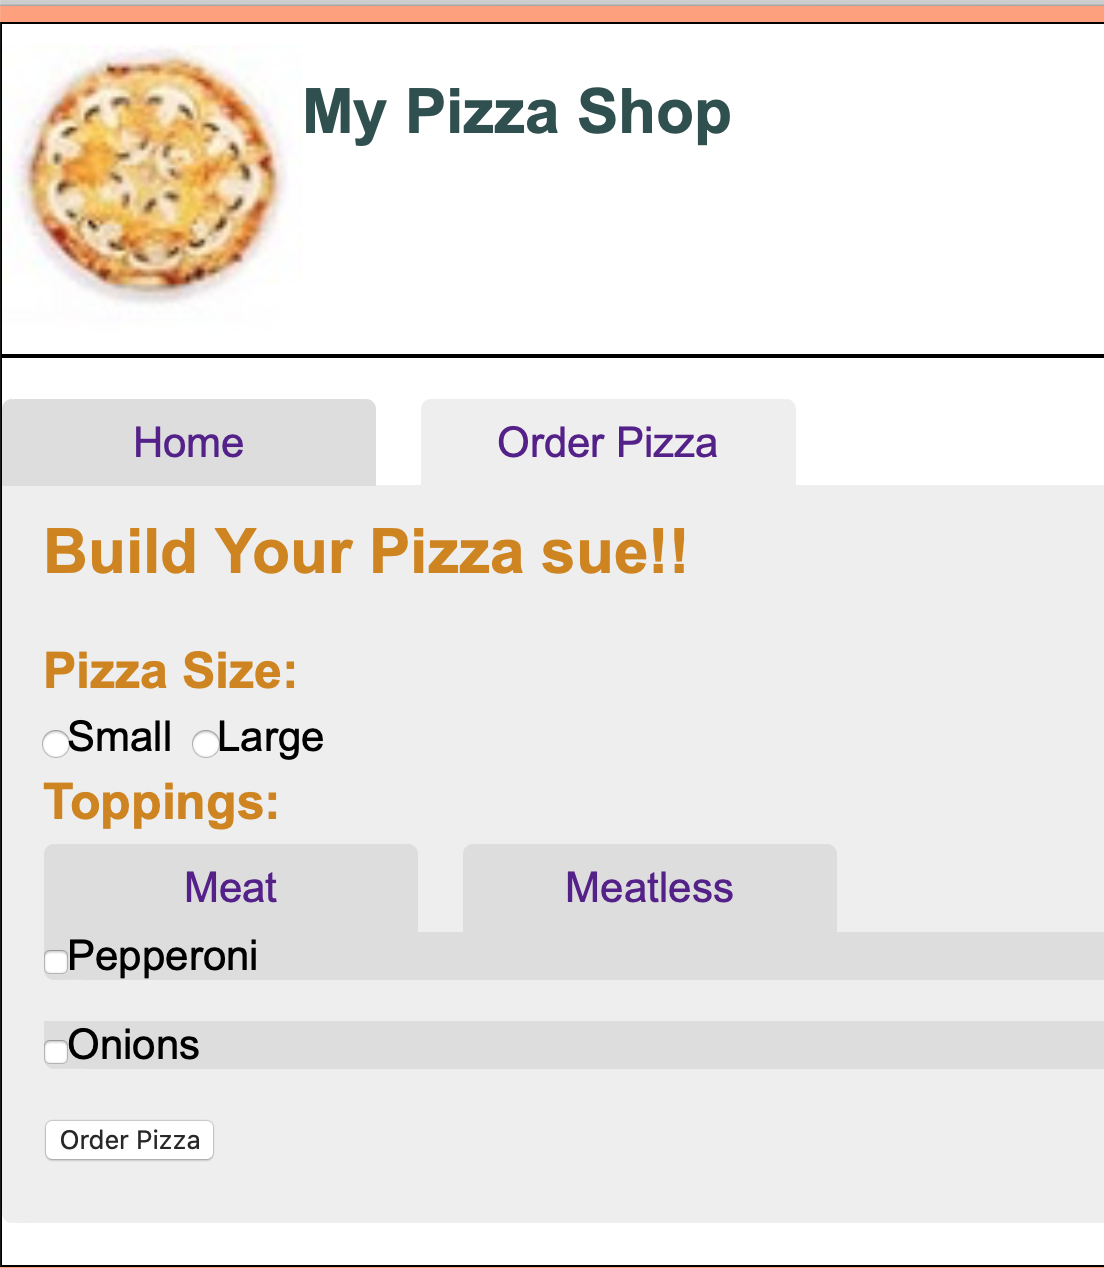 My Pizza Shop
Home Order Pizza
Build Your Pizza sue!!
Pizza Size:
Small Large
Toppings:
Meat Meatless
Pepperoni
Onions
Order Pizza